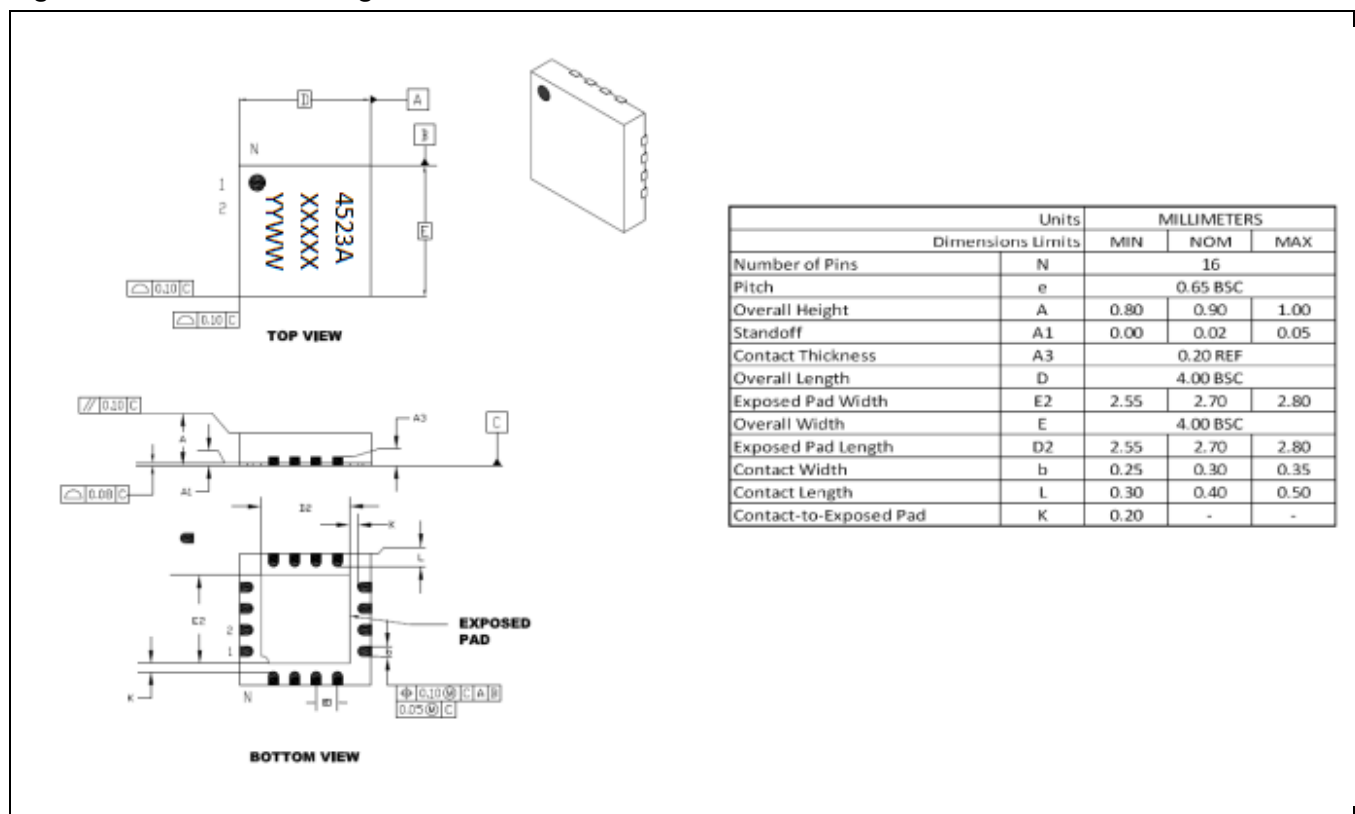 D
A
B
N
1
2
4523A
XXXXX
YYWW
E
0.10 C
0.10 C
TOP VIEW
// 0.10 C
A
A3
C
0.08 C
A1
D2
K
L
E2
2
1
EXPOSED
PAD
K
N
0.10 M C A B
0.05 M C
BOTTOM VIEW
Units MILLIMETERS
Dimensions Limits MIN NOM MAX
Number of Pins N 16
Pitch e 0.65 BSC
Overall Height A 0.80 0.90 1.00
Standoff A1 0.00 0.02 0.05
Contact Thickness A3 0.20 REF
Overall Length D 4.00 BSC
Exposed Pad Width E2 2.55 2.70 2.80
Overall Width E 4.00 BSC
Exposed Pad Length D2 2.55 2.70 2.80
Contact Width b 0.25 0.30 0.35
Contact Length L 0.30 0.40 0.50
Contact-to-Exposed Pad K 0.20 - -